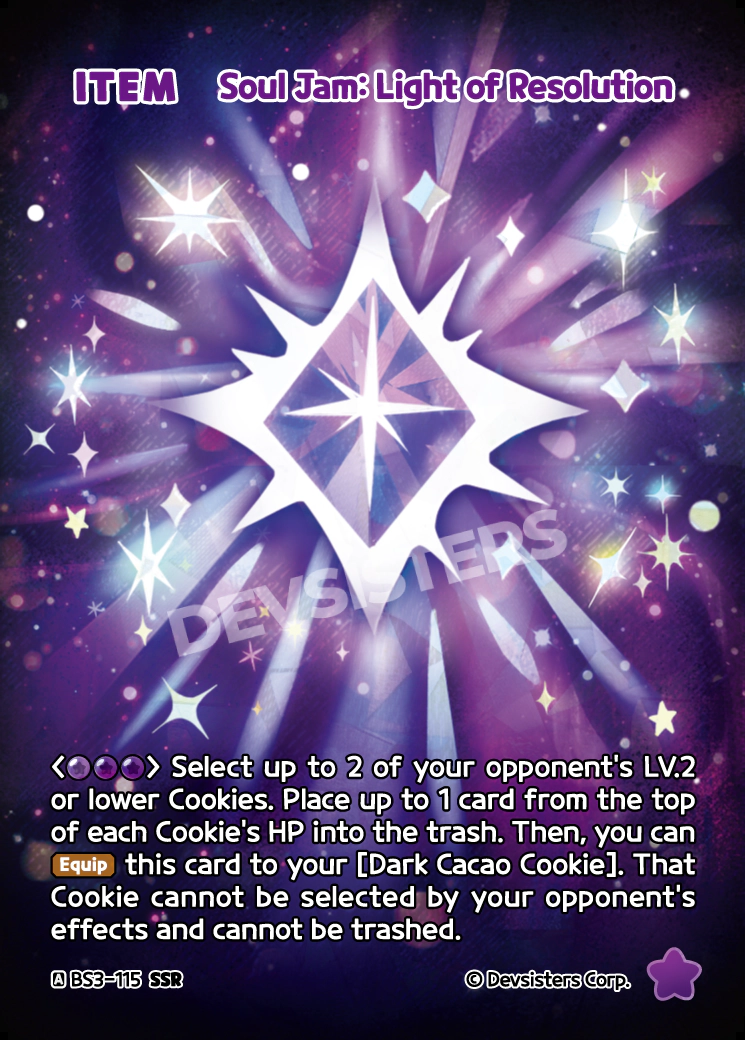 ITEM Soul Jam: Light of Resolution
DEVSISTERS
< > Select up to 2 of your opponent's LV.2
or lower Cookies. Place up to 1 card from the top
of each Cookie's HP into the trash. Then, you can
Equip this card to your [Dark Cacao Cookie]. That
Cookie cannot be selected by your opponent's
effects and cannot be trashed.
A BS3-115 SSR © Devsisters Corp.